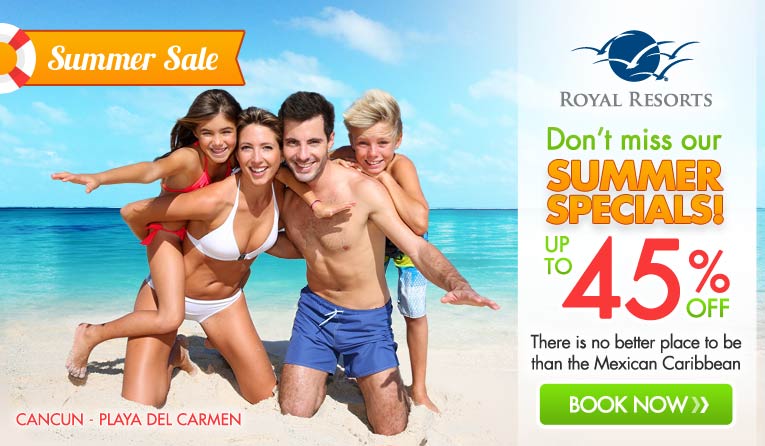 Summer Sale
ROYAL RESORTS
Don't miss our
SUMMER
SPECIALS!
UP TO 45% OFF
There is no better place to be
than the Mexican Caribbean
BOOK NOW »
CANCUN - PLAYA DEL CARMEN